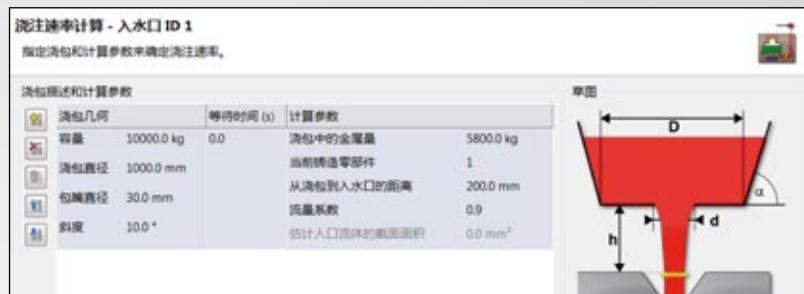 浇注速率计算 - 入水口 ID 1
指定浇包和计算参数来确定浇注速率。
浇包描述和计算参数
草图
浇包几何 等待时间 (s) 计算参数
容量 10000.0 kg 0.0 浇包中的金属量 5800.0 kg
浇包直径 1000.0 mm 当前铸造零部件 1
包嘴直径 30.0 mm 从浇包到入水口的距离 200.0 mm
斜度 10.0 ° 流量系数 0.9
估计入口流体的截面面积 0.0 mm²
D
α
d
h